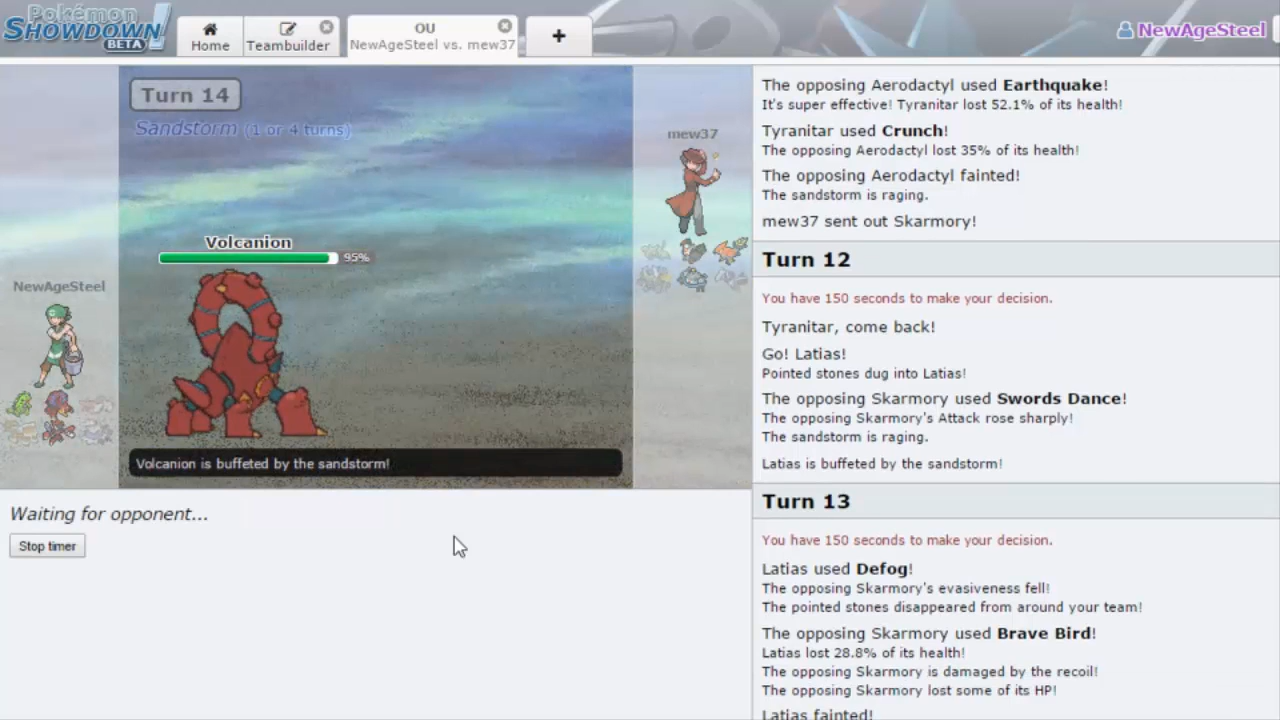 Pokémon
SHOWDOWN!
BETA
Home
Teambuilder
OU
NewAgeSteel vs. mew37
+
NewAgeSteel
Turn 14
Sandstorm (1 or 4 turns)
mew37
Volcanion
95%
NewAgeSteel
Volcanion is buffeted by the sandstorm!
Waiting for opponent...
Stop timer
The opposing Aerodactyl used Earthquake!
It's super effective! Tyranitar lost 52.1% of its health!
Tyranitar used Crunch!
The opposing Aerodactyl lost 35% of its health!
The opposing Aerodactyl fainted!
The sandstorm is raging.
mew37 sent out Skarmory!
Turn 12
You have 150 seconds to make your decision.
Tyranitar, come back!
Go! Latias!
Pointed stones dug into Latias!
The opposing Skarmory used Swords Dance!
The opposing Skarmory's Attack rose sharply!
The sandstorm is raging.
Latias is buffeted by the sandstorm!
Turn 13
You have 150 seconds to make your decision.
Latias used Defog!
The opposing Skarmory's evasiveness fell!
The pointed stones disappeared from around your team!
The opposing Skarmory used Brave Bird!
Latias lost 28.8% of its health!
The opposing Skarmory is damaged by the recoil!
The opposing Skarmory lost some of its HP!
Latias fainted!